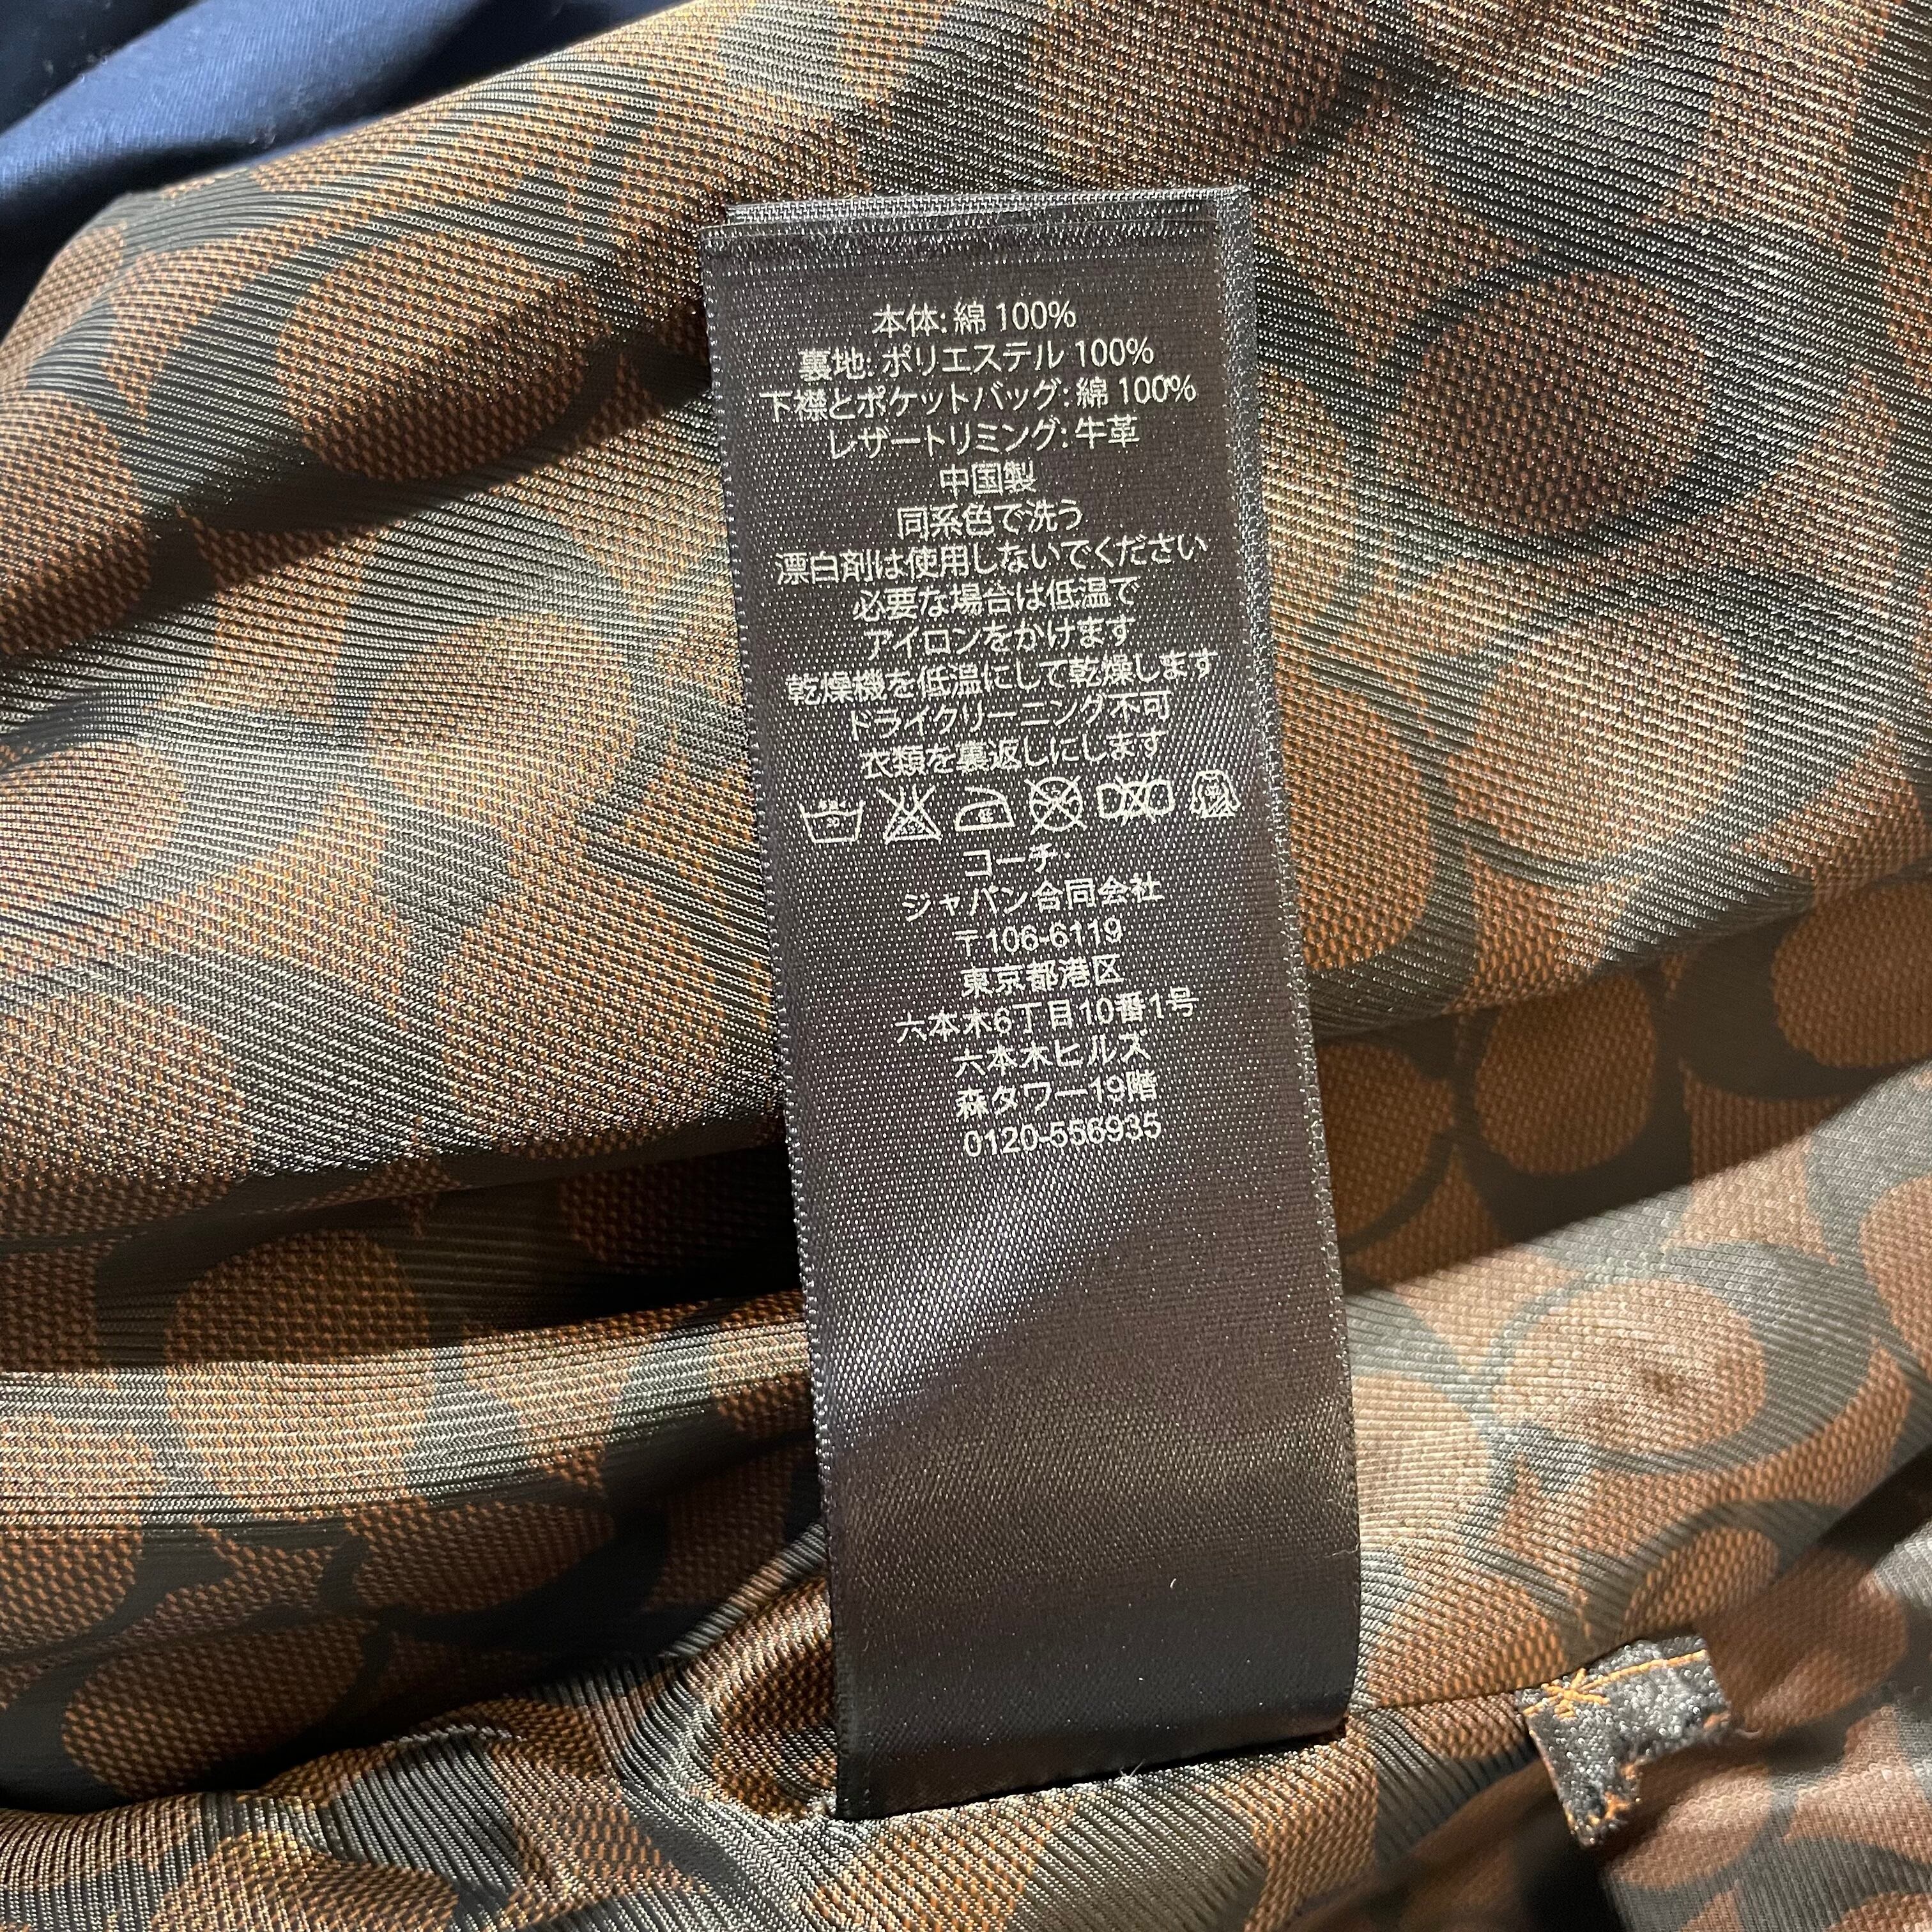 本体: 綿 100%
裏地: ポリエステル 100%
下襟とポケットバッグ: 綿 100%
レザートリミング: 牛革
中国製
同系色で洗う
漂白剤は使用しないでください
必要な場合は低温で
アイロンをかけます
乾燥機を低温にして乾燥します
ドライクリーニング不可
衣類を裏返しにします
コーチ·
ジャパン合同会社
〒106-6119
東京都港区
六本木6丁目10番1号
六本木ヒルズ
森タワー19階
0120-556935